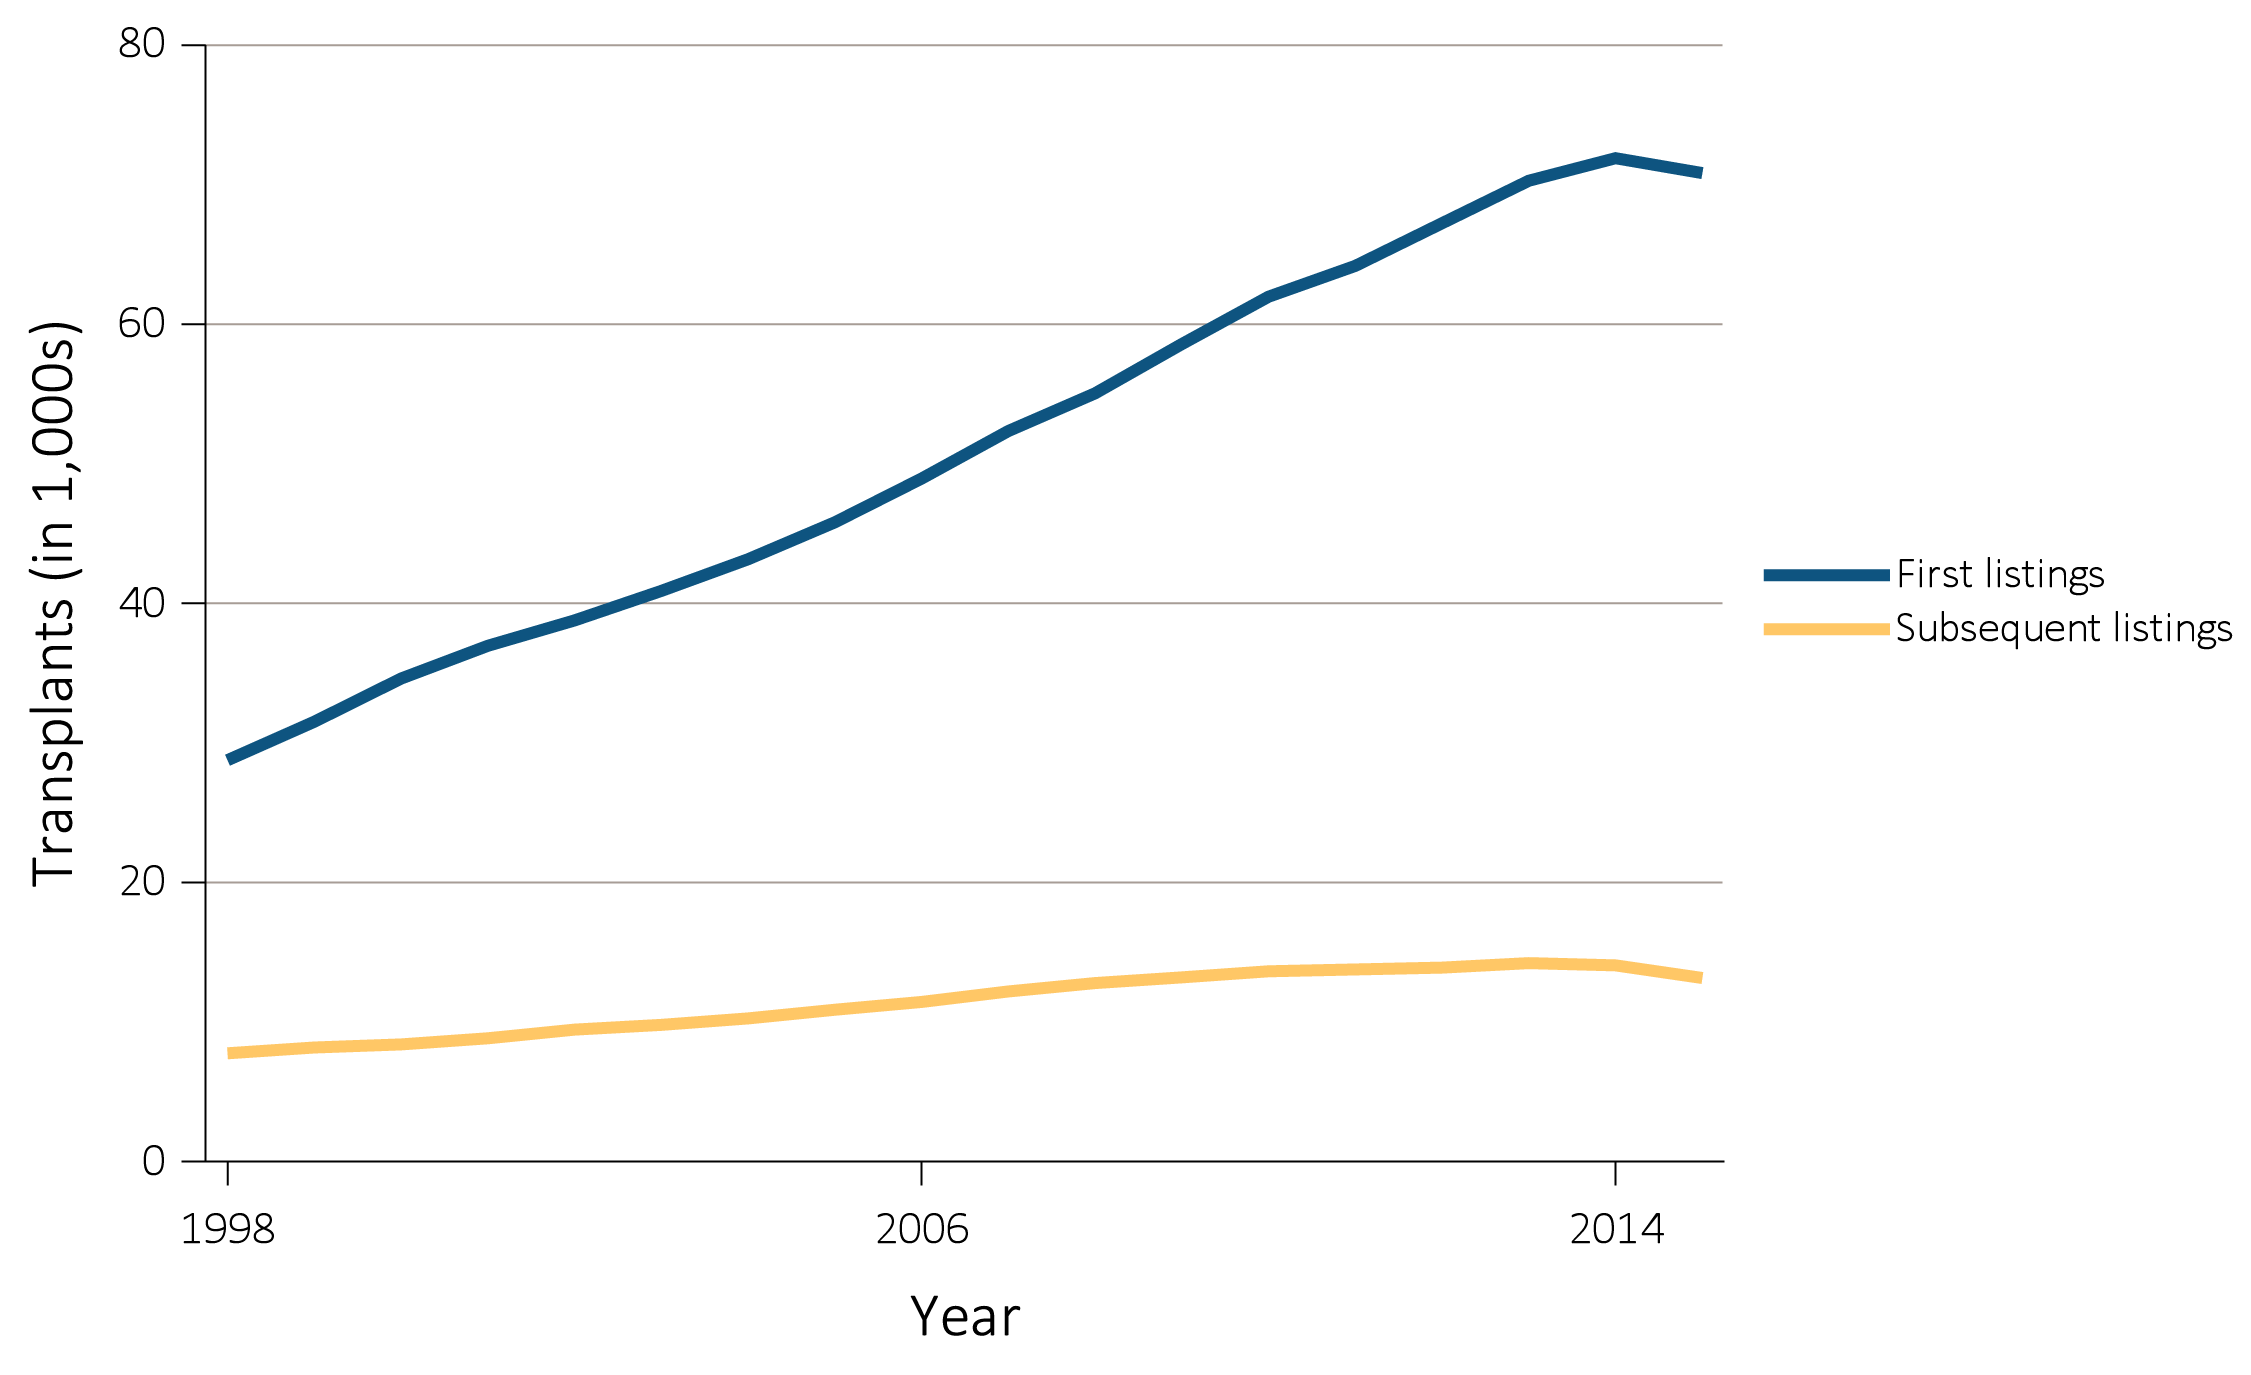 Transplants (in 1,000s)
80
60
40
20
0
1998
2006
2014
Year
First listings
Subsequent listings